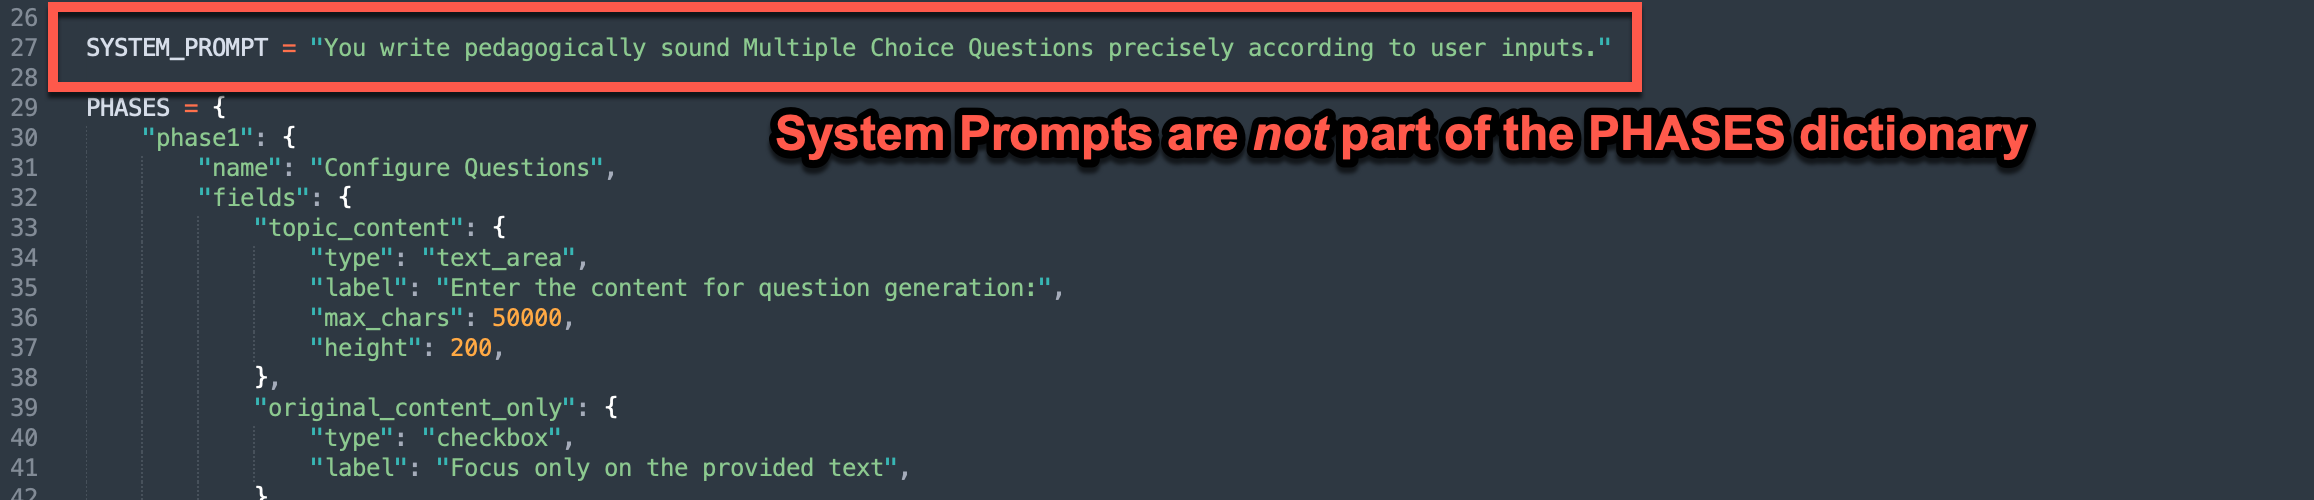 26
27 SYSTEM_PROMPT = "You write pedagogically sound Multiple Choice Questions precisely according to user inputs."
28
29 PHASES = {
System Prompts are not part of the PHASES dictionary
30 "phase1": {
31 "name": "Configure Questions",
32 "fields": {
33 "topic_content": {
34 "type": "text_area",
35 "label": "Enter the content for question generation:",
36 "max_chars": 50000,
37 "height": 200,
38 },
39 "original_content_only": {
40 "type": "checkbox",
41 "label": "Focus only on the provided text",
42 }